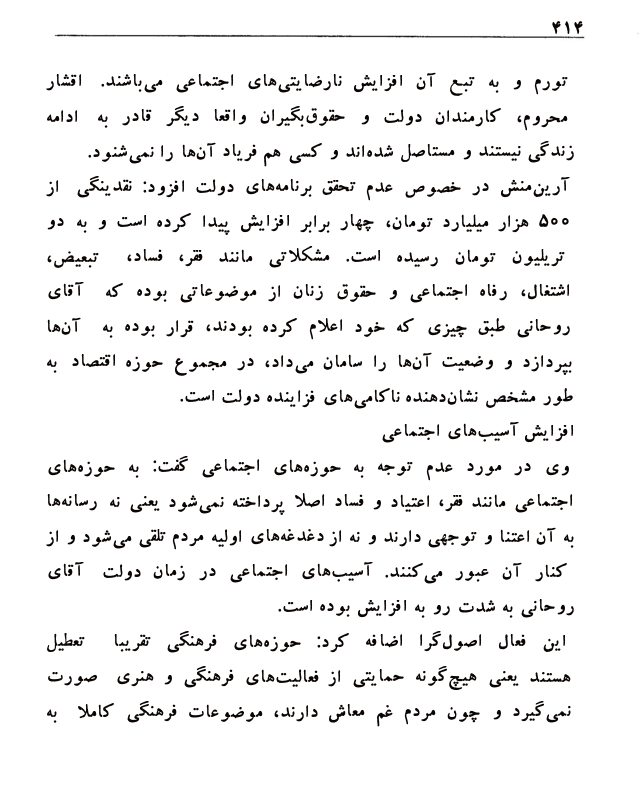 ۴۱۴
تورم و به تبع آن افزایش نارضایتی‌های اجتماعی می‌باشند. اقشار
محروم، کارمندان دولت و حقوق‌بگیران واقعا دیگر قادر به ادامه
زندگی نیستند و مستاصل شده‌اند و کسی هم فریاد آن‌ها را نمی‌شنود.
آرین‌منش در خصوص عدم تحقق برنامه‌های دولت افزود: نقدینگی از
۵۰۰ هزار میلیارد تومان، چهار برابر افزایش پیدا کرده است و به دو
تریلیون تومان رسیده است. مشکلاتی مانند فقر، فساد، تبعیض،
اشتغال، رفاه اجتماعی و حقوق زنان از موضوعاتی بوده که آقای
روحانی طبق چیزی که خود اعلام کرده بودند، قرار بوده به آن‌ها
بپردازد و وضعیت آن‌ها را سامان می‌داد، در مجموع حوزه اقتصاد به
طور مشخص نشان‌دهنده ناکامی‌های فزاینده دولت است.
افزایش آسیب‌های اجتماعی
وی در مورد عدم توجه به حوزه‌های اجتماعی گفت: به حوزه‌های
اجتماعی مانند فقر، اعتیاد و فساد اصلا پرداخته نمی‌شود یعنی نه رسانه‌ها
به آن اعتنا و توجهی دارند و نه از دغدغه‌های اولیه مردم تلقی می‌شود و از
کنار آن عبور می‌کنند. آسیب‌های اجتماعی در زمان دولت آقای
روحانی به شدت رو به افزایش بوده است.
این فعال اصول‌گرا اضافه کرد: حوزه‌های فرهنگی تقریبا تعطیل
هستند یعنی هیچ‌گونه حمایتی از فعالیت‌های فرهنگی و هنری صورت
نمی‌گیرد و چون مردم غم معاش دارند، موضوعات فرهنگی کاملا به